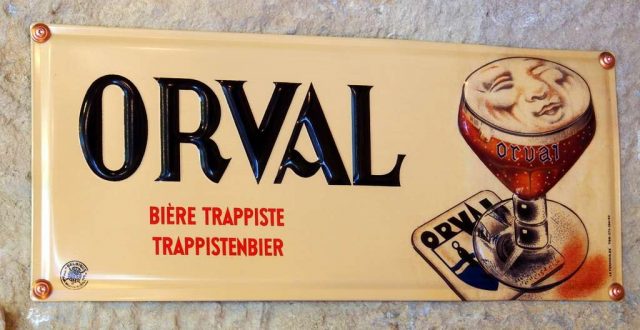 ORVAL
BIÈRE TRAPPISTE
TRAPPISTENBIER
orval
ORVAL